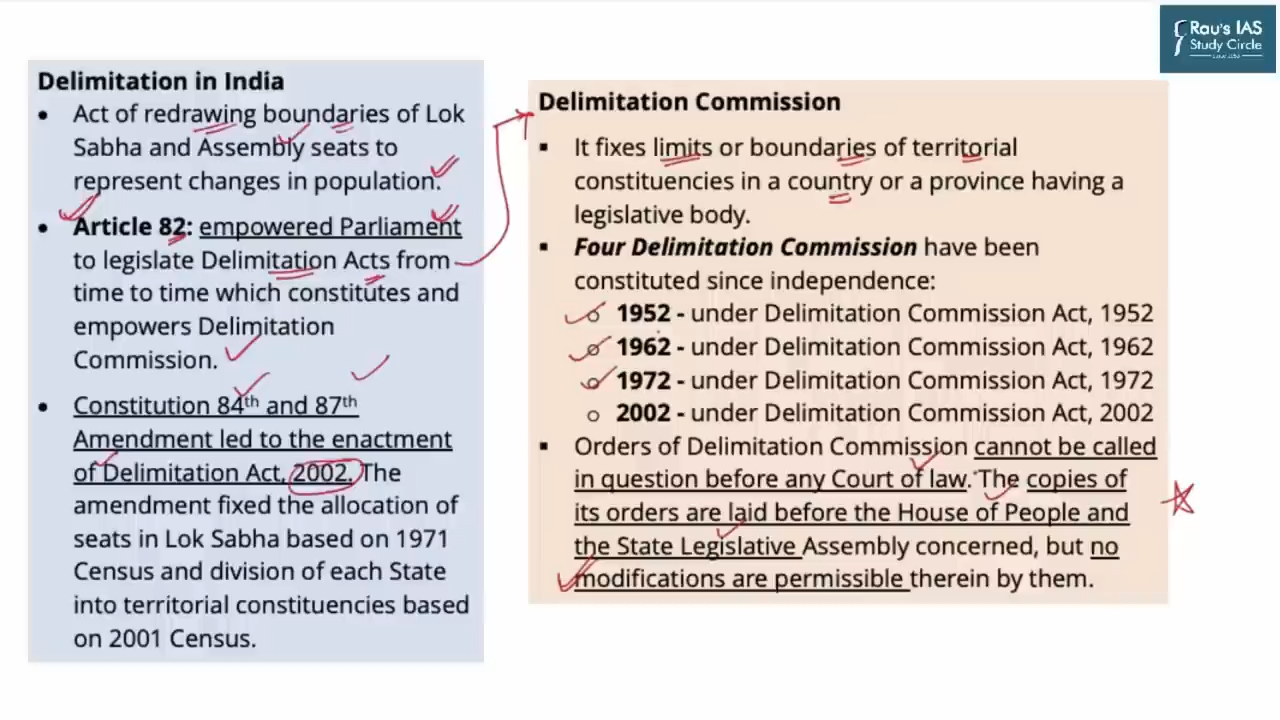 Rau's IAS
Study Circle
Delimitation in India
• Act of redrawing boundaries of Lok
Sabha and Assembly seats to
represent changes in population.
• Article 82: empowered Parliament
to legislate Delimitation Acts from
time to time which constitutes and
empowers Delimitation
Commission.
• Constitution 84th and 87th
Amendment led to the enactment
of Delimitation Act, 2002. The
amendment fixed the allocation of
seats in Lok Sabha based on 1971
Census and division of each State
into territorial constituencies based
on 2001 Census.
Delimitation Commission
▪ It fixes limits or boundaries of territorial
constituencies in a country or a province having a
legislative body.
▪ Four Delimitation Commission have been
constituted since independence:
o 1952 - under Delimitation Commission Act, 1952
o 1962 - under Delimitation Commission Act, 1962
o 1972 - under Delimitation Commission Act, 1972
o 2002 - under Delimitation Commission Act, 2002
▪ Orders of Delimitation Commission cannot be called
in question before any Court of law. The copies of
its orders are laid before the House of People and
the State Legislative Assembly concerned, but no
modifications are permissible therein by them.